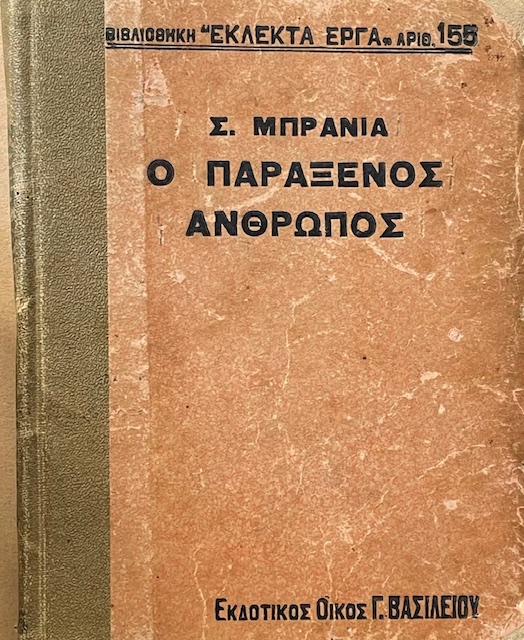 ΒΙΒΛΙΟΘΗΚΗ "ΕΚΛΕΚΤΑ ΕΡΓΑ" ΑΡΙΘ. 155
Σ. ΜΠΡΑΝΙΑ
Ο ΠΑΡΑΞΕΝΟΣ
ΑΝΘΡΩΠΟΣ
ΕΚΔΟΤΙΚΟΣ ΟΙΚΟΣ Γ. ΒΑΣΙΛΕΙΟΥ